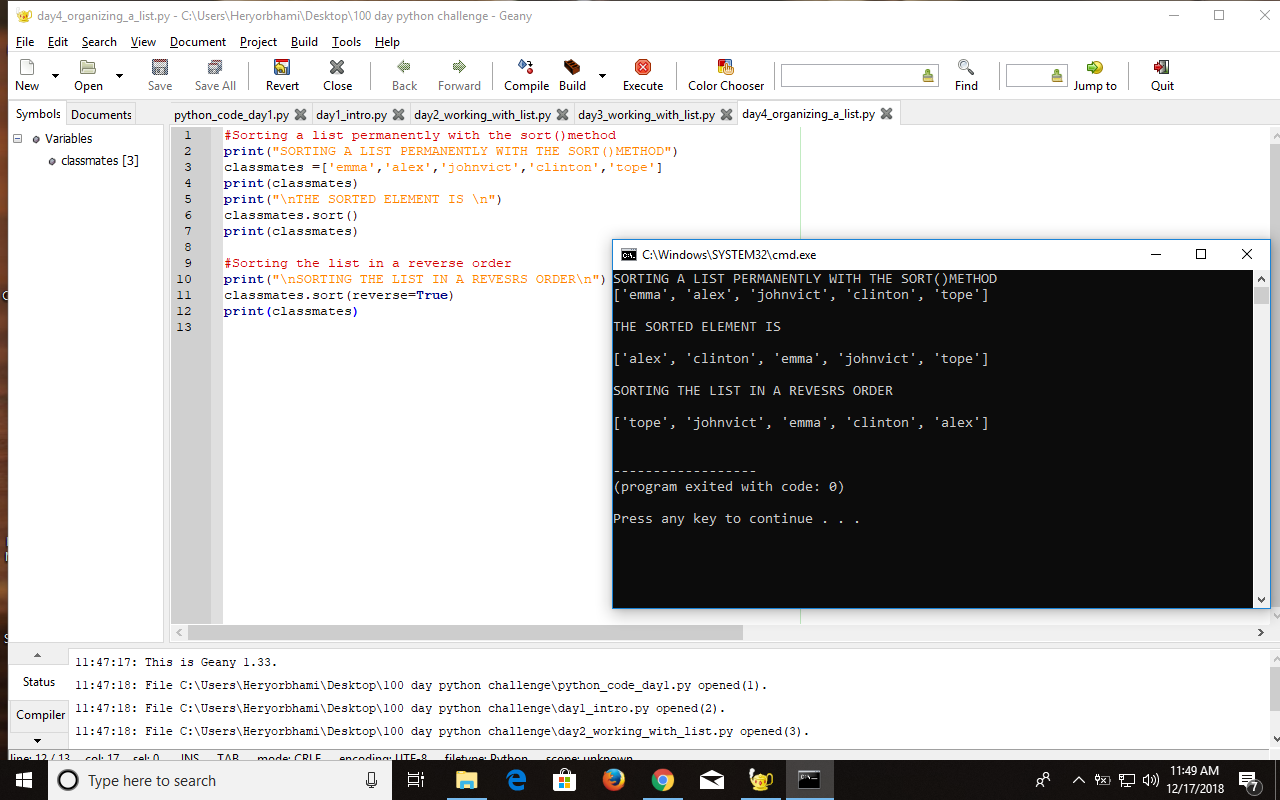 day4_organizing_a_list.py - C:\Users\Heryorbhami\Desktop\100 day python challenge - Geany
File Edit Search View Document Project Build Tools Help
New Open Save Save All Revert Close Back Forward Compile Build Execute Color Chooser Find Jump to Quit
Symbols Documents python_code_day1.py day1_intro.py day2_working_with_list.py day3_working_with_list.py day4_organizing_a_list.py
Variables
classmates [3]
1 #Sorting a list permanently with the sort()method
2 print("SORTING A LIST PERMANENTLY WITH THE SORT()METHOD")
3 classmates =['emma','alex','johnvict','clinton','tope']
4 print(classmates)
5 print("\nTHE SORTED ELEMENT IS \n")
6 classmates.sort()
7 print(classmates)
8
9 #Sorting the list in a reverse order
10 print("\nSORTING THE LIST IN A REVESRS ORDER\n")
11 classmates.sort(reverse=True)
12 print(classmates)
13
C:\Windows\SYSTEM32\cmd.exe
SORTING A LIST PERMANENTLY WITH THE SORT()METHOD
['emma', 'alex', 'johnvict', 'clinton', 'tope']
THE SORTED ELEMENT IS
['alex', 'clinton', 'emma', 'johnvict', 'tope']
SORTING THE LIST IN A REVESRS ORDER
['tope', 'johnvict', 'emma', 'clinton', 'alex']
------------------
(program exited with code: 0)
Press any key to continue . . .
Status
Compiler
11:47:17: This is Geany 1.33.
11:47:18: File C:\Users\Heryorbhami\Desktop\100 day python challenge\python_code_day1.py opened(1).
11:47:18: File C:\Users\Heryorbhami\Desktop\100 day python challenge\day1_intro.py opened(2).
11:47:18: File C:\Users\Heryorbhami\Desktop\100 day python challenge\day2_working_with_list.py opened(3).
line: 12 / 13 col: 17 sel: 0 INS TAB mode: CRLF encoding: UTF-8 filetype: Python scope: unknown
Type here to search
11:49 AM
12/17/2018
7